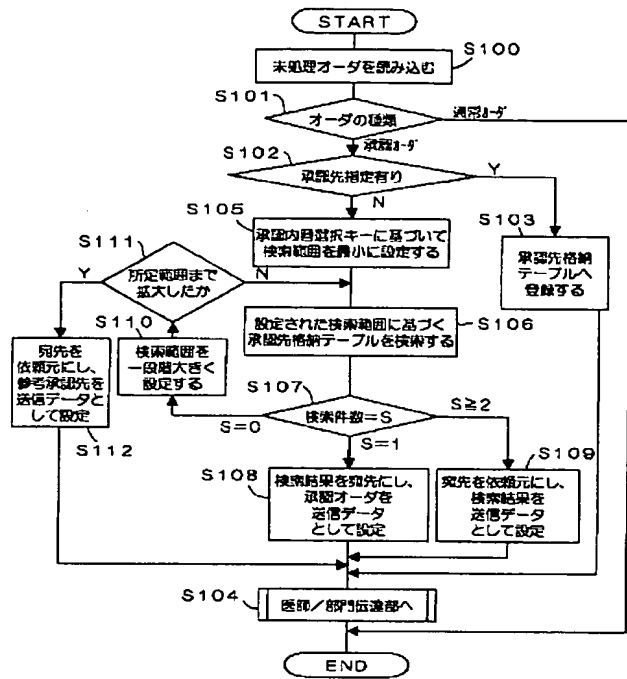 START
S100
未処理オーダを読み込む
S101
オーダの種類
通常オーダ
承認オーダ
S102
承認先指定有り
Y
N
S103
承認先格納
テーブルへ
登録する
S105
承認内容選択キーに基づいて
検索範囲を最小に設定する
S111
所定範囲まで
拡大したか
Y
N
S106
設定された検索範囲に基づく
承認先格納テーブルを検索する
S110
検索範囲を
一段階大きく
設定する
宛先を
依頼元にし、
参考承認先を
送信データと
して設定
S112
S107
検索件数=S
S=0
S=1
S≧2
S108
検索結果を宛先にし、
承認オーダを
送信データ
として設定
S109
宛先を依頼元にし、
検索結果を
送信データ
として設定
S104
医師/部門伝達部へ
END